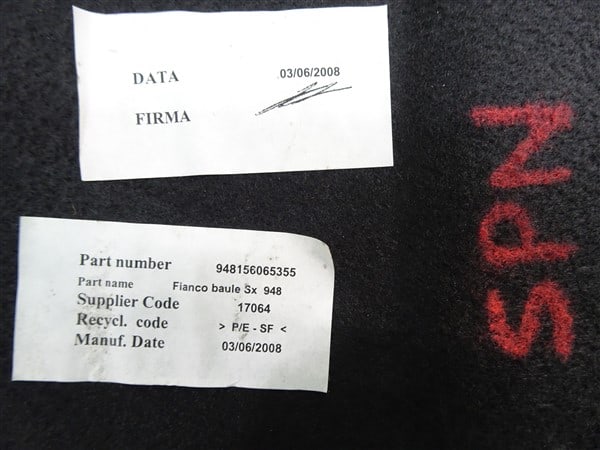 DATA 03/06/2008
FIRMA
Part number 948156065355
Part name Fianco baule Sx 948
Supplier Code 17064
Recycl. code > P/E - SF <
Manuf. Date 03/06/2008
SPN